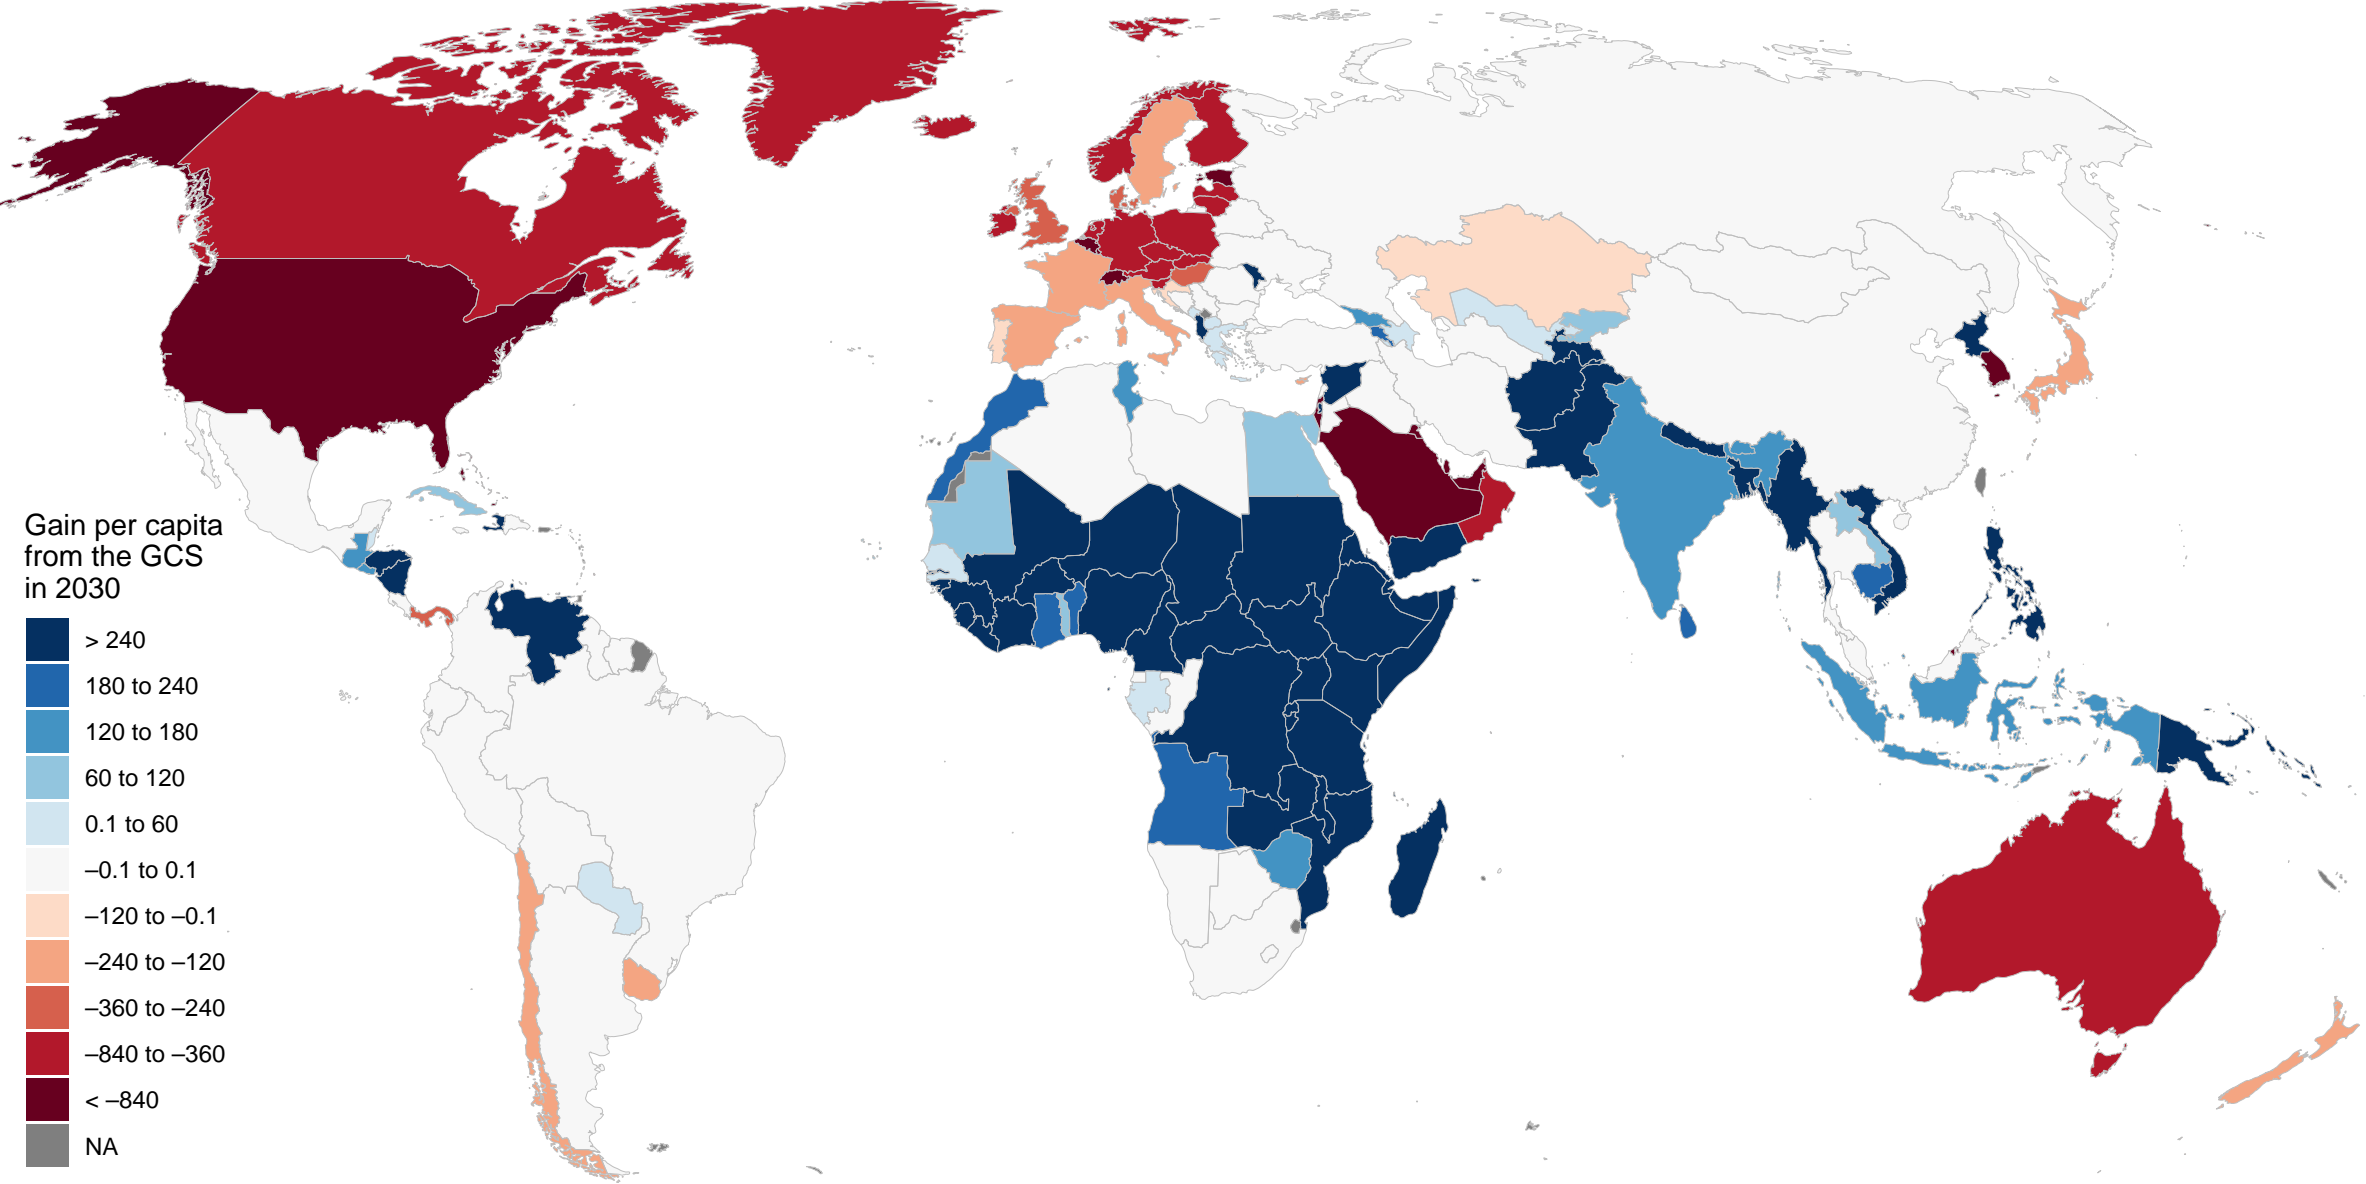 Gain per capita
from the GCS
in 2030
> 240
180 to 240
120 to 180
60 to 120
0.1 to 60
–0.1 to 0.1
–120 to –0.1
–240 to –120
–360 to –240
–840 to –360
< –840
NA